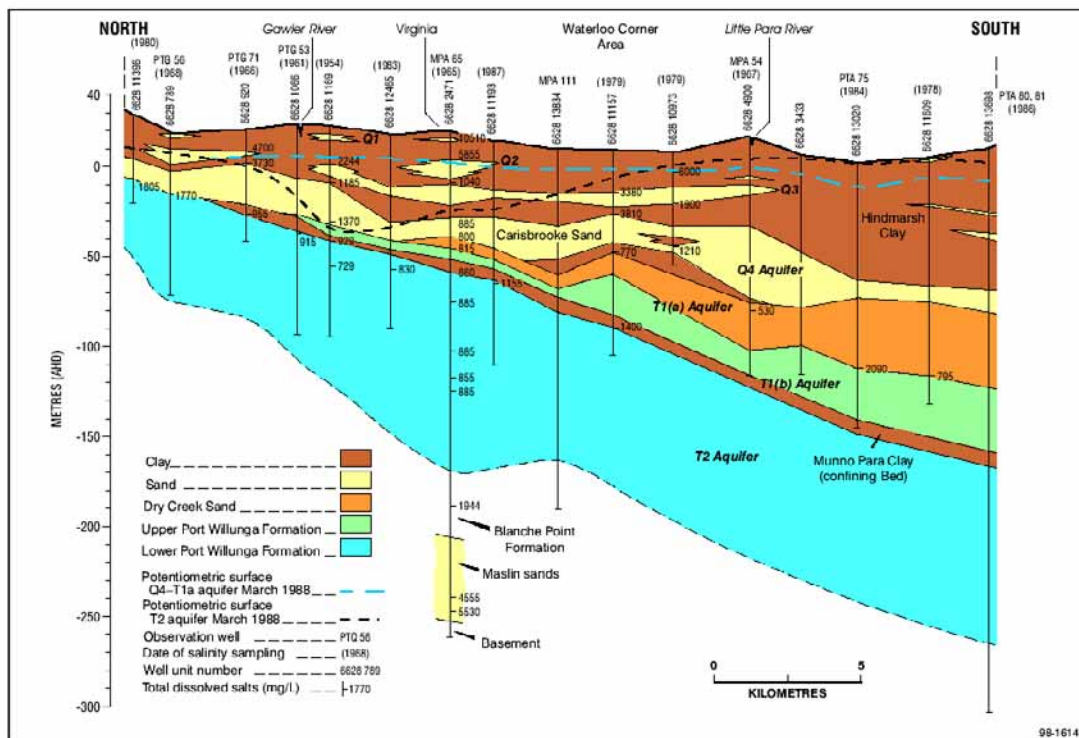 NORTH
Gawler River
Virginia
Waterloo Corner
Area
Little Para River
SOUTH
(1980)
6628 1396
PTG 56
(1968)
6628 789
PTG 71
(1966)
6628 920
PTG 53
(1961)
6628 1066
(1954)
6628 1169
(1983)
6628 12465
MPA 65
(1965)
6628 2471
(1987)
6628 11193
MPA 111
6628 13834
(1979)
6628 11157
(1979)
6628 10973
MPA 54
(1967)
6628 4900
6628 3433
PTA 75
(1984)
6628 13020
(1978)
6628 11509
PTA 80, 81
(1986)
6628 13698
METRES (AHD)
40
0
-50
-100
-150
-200
-250
-300
Q1
Q2
Q3
4700
3730
2244
1185
10510
5855
1040
6000
3380
1900
3810
1210
1805
1770
955
915
1370
929
729
830
885
800
815
860
885
865
855
885
1155
770
1400
530
2090
795
1944
4555
5530
Carisbrooke Sand
Hindmarsh
Clay
Q4 Aquifer
T1(a) Aquifer
T1(b) Aquifer
T2 Aquifer
Munno Para Clay
(confining Bed)
Blanche Point
Formation
Maslin sands
Basement
Clay
Sand
Dry Creek Sand
Upper Port Willunga Formation
Lower Port Willunga Formation
Potentiometric surface
Q4–T1a aquifer March 1988
Potentiometric surface
T2 aquifer March 1988
Observation well PTG 56
Date of salinity sampling (1968)
Well unit number 6628 789
Total dissolved salts (mg/L) 1770
0 5
KILOMETRES
98-1614